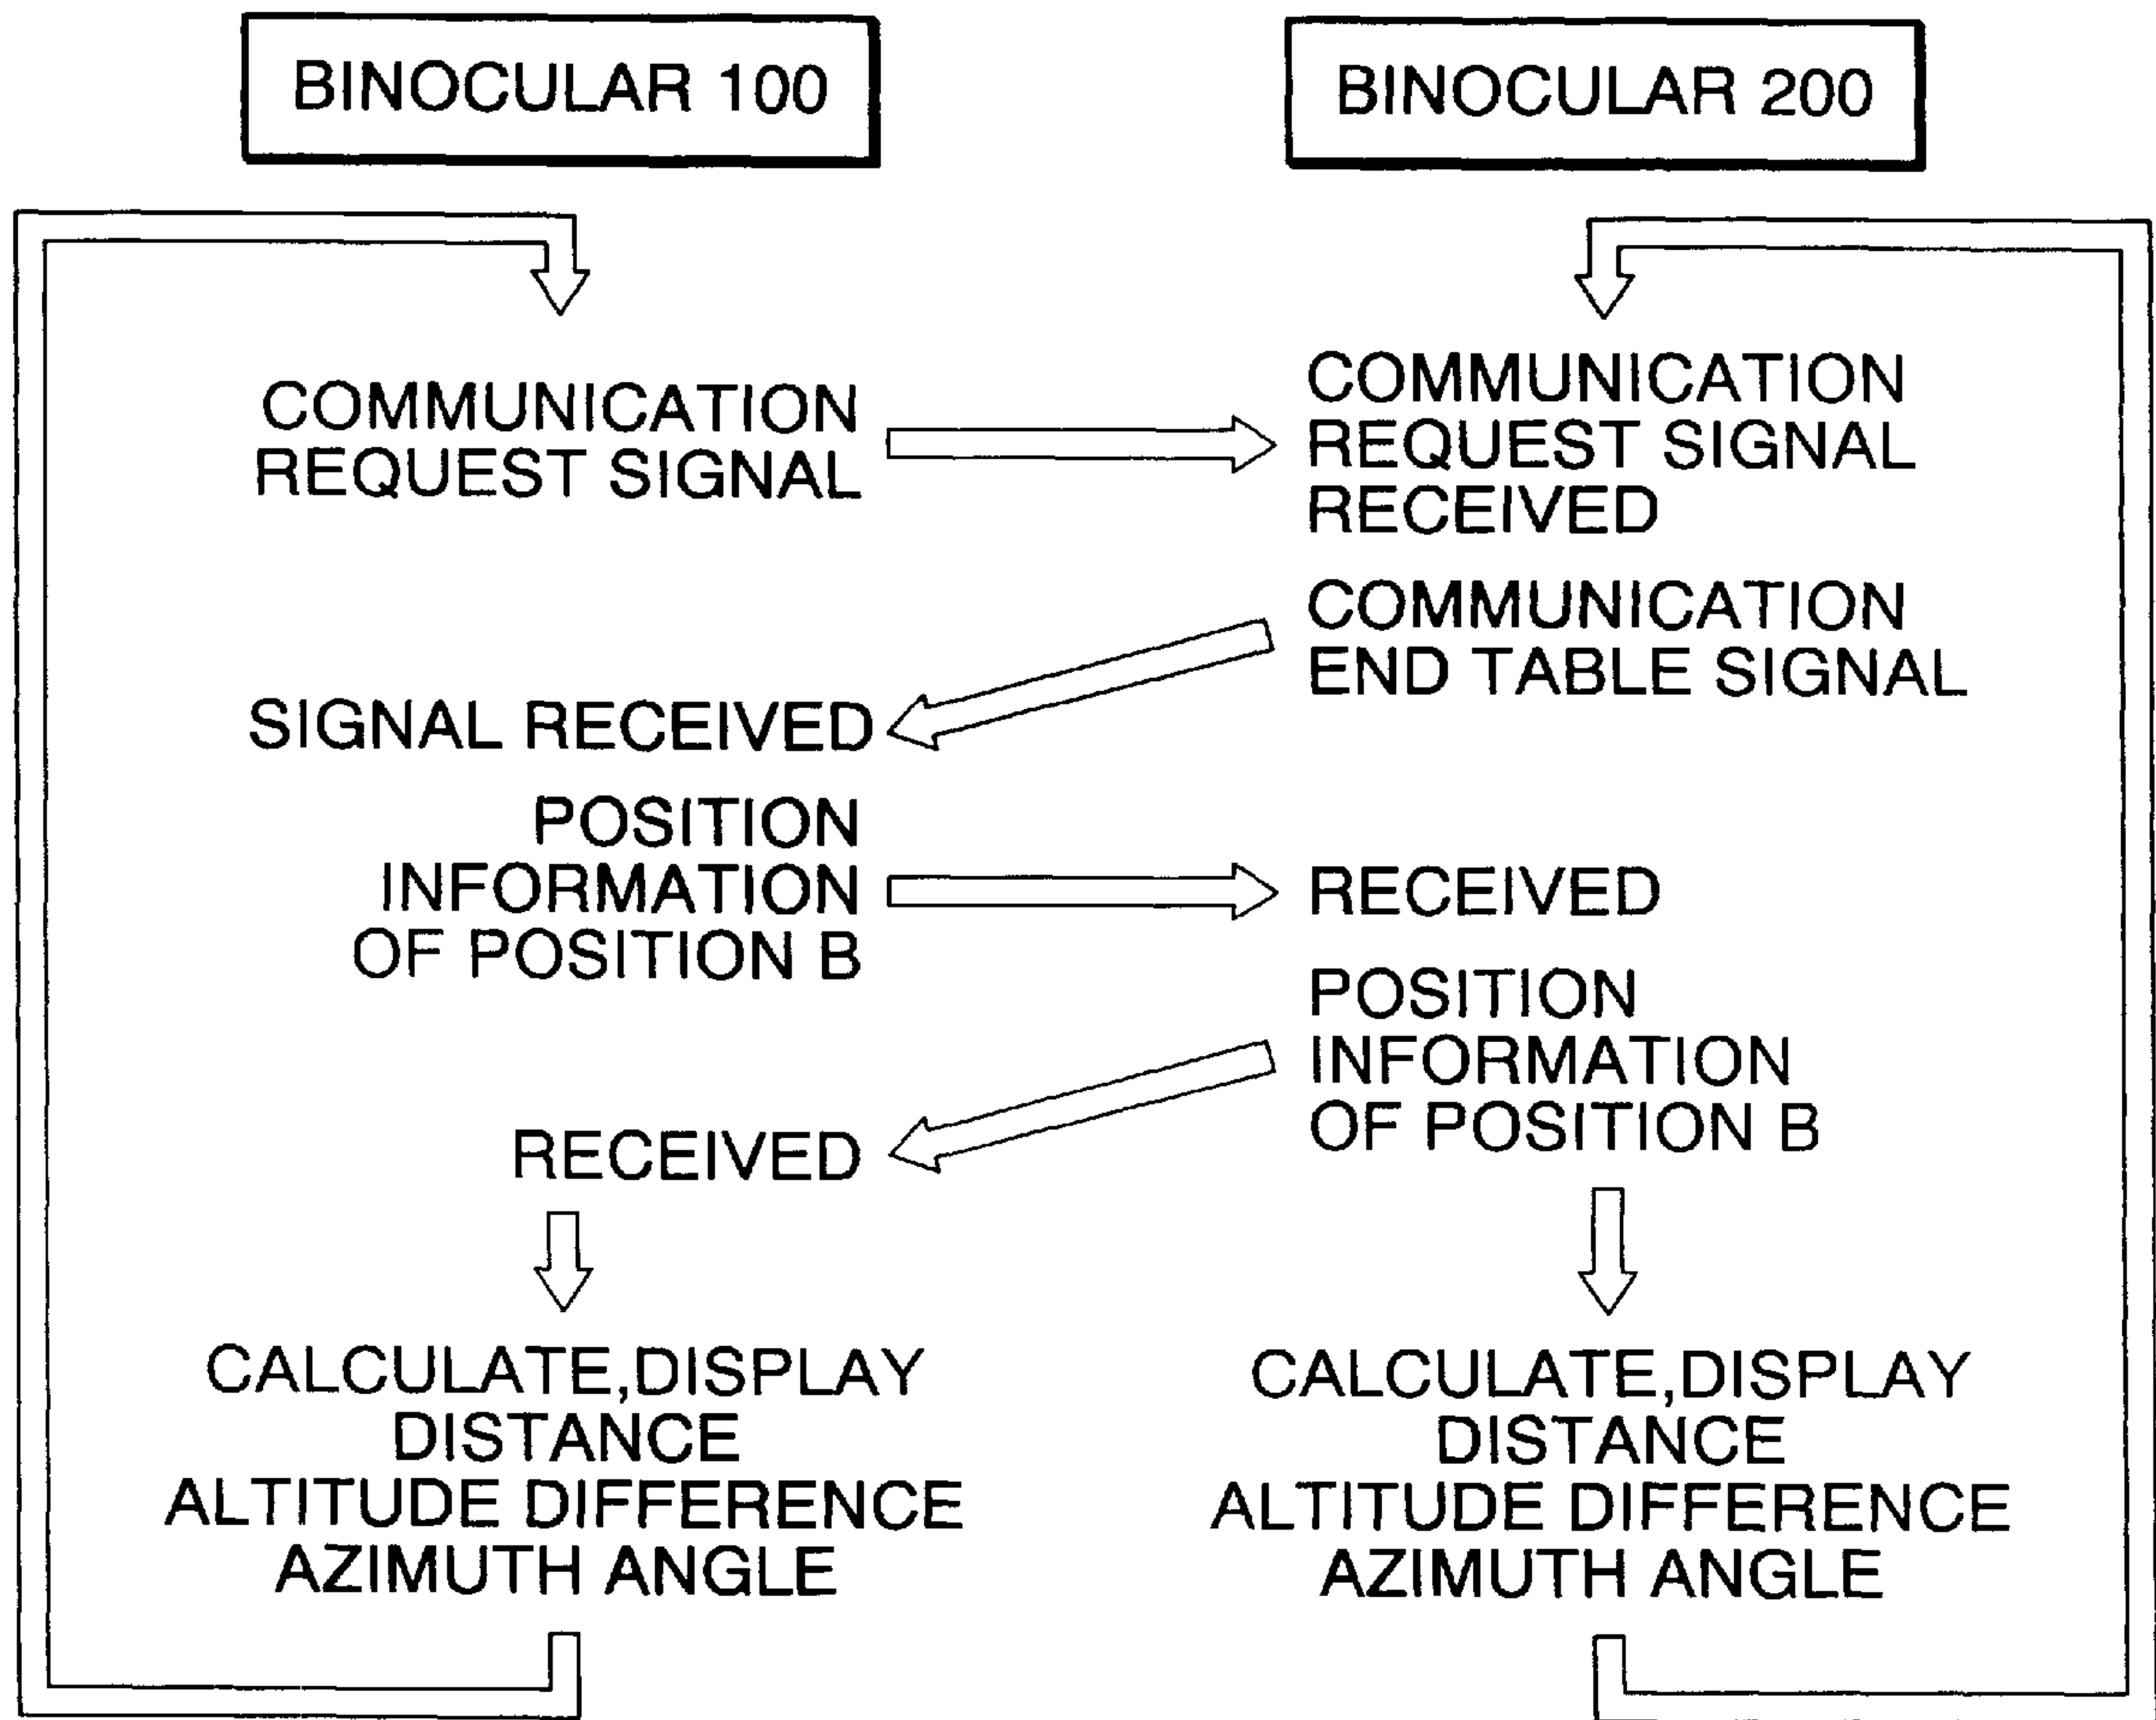 BINOCULAR 100
BINOCULAR 200
COMMUNICATION
REQUEST SIGNAL
COMMUNICATION
REQUEST SIGNAL
RECEIVED
COMMUNICATION
END TABLE SIGNAL
SIGNAL RECEIVED
POSITION
INFORMATION
OF POSITION B
RECEIVED
POSITION
INFORMATION
OF POSITION B
RECEIVED
CALCULATE,DISPLAY
DISTANCE
ALTITUDE DIFFERENCE
AZIMUTH ANGLE
CALCULATE,DISPLAY
DISTANCE
ALTITUDE DIFFERENCE
AZIMUTH ANGLE